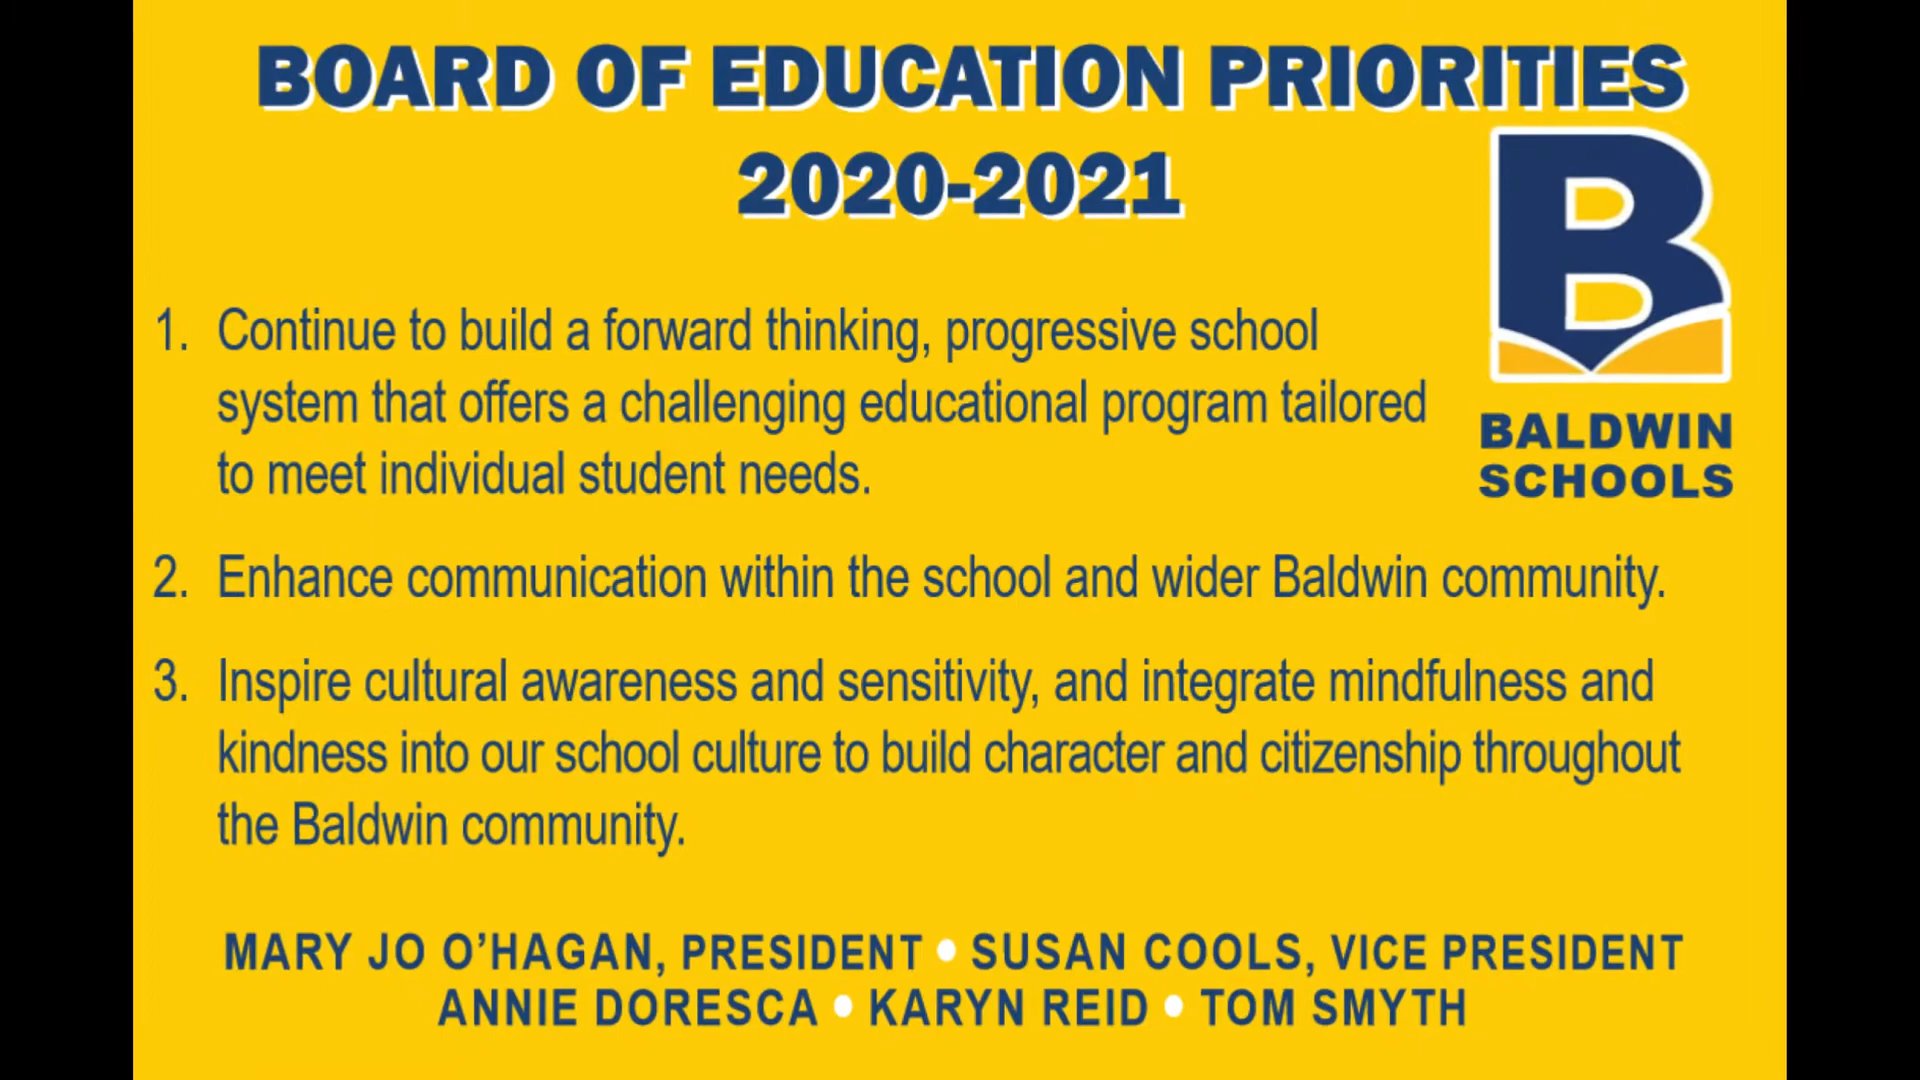 BOARD OF EDUCATION PRIORITIES
2020-2021
B
BALDWIN
SCHOOLS
1. Continue to build a forward thinking, progressive school
system that offers a challenging educational program tailored
to meet individual student needs.
2. Enhance communication within the school and wider Baldwin community.
3. Inspire cultural awareness and sensitivity, and integrate mindfulness and
kindness into our school culture to build character and citizenship throughout
the Baldwin community.
MARY JO O’HAGAN, PRESIDENT • SUSAN COOLS, VICE PRESIDENT
ANNIE DORESCA • KARYN REID • TOM SMYTH